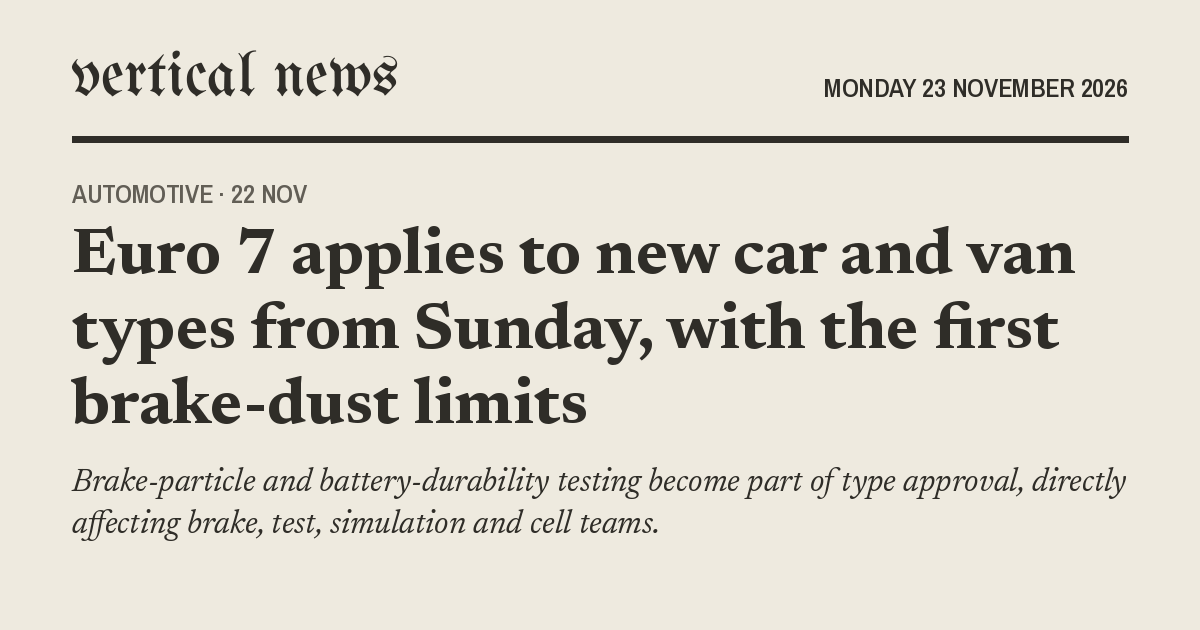 vertical news
MONDAY 23 NOVEMBER 2026
AUTOMOTIVE · 22 NOV
Euro 7 applies to new car and van
types from Sunday, with the first
brake-dust limits
Brake-particle and battery-durability testing become part of type approval, directly
affecting brake, test, simulation and cell teams.